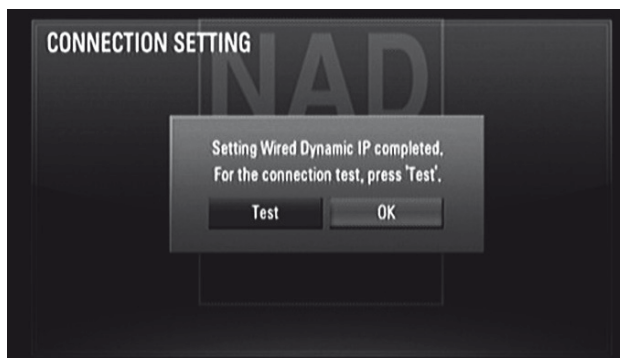 CONNECTION SETTING
NAD
Setting Wired Dynamic IP completed.
For the connection test, press 'Test'.
Test
OK